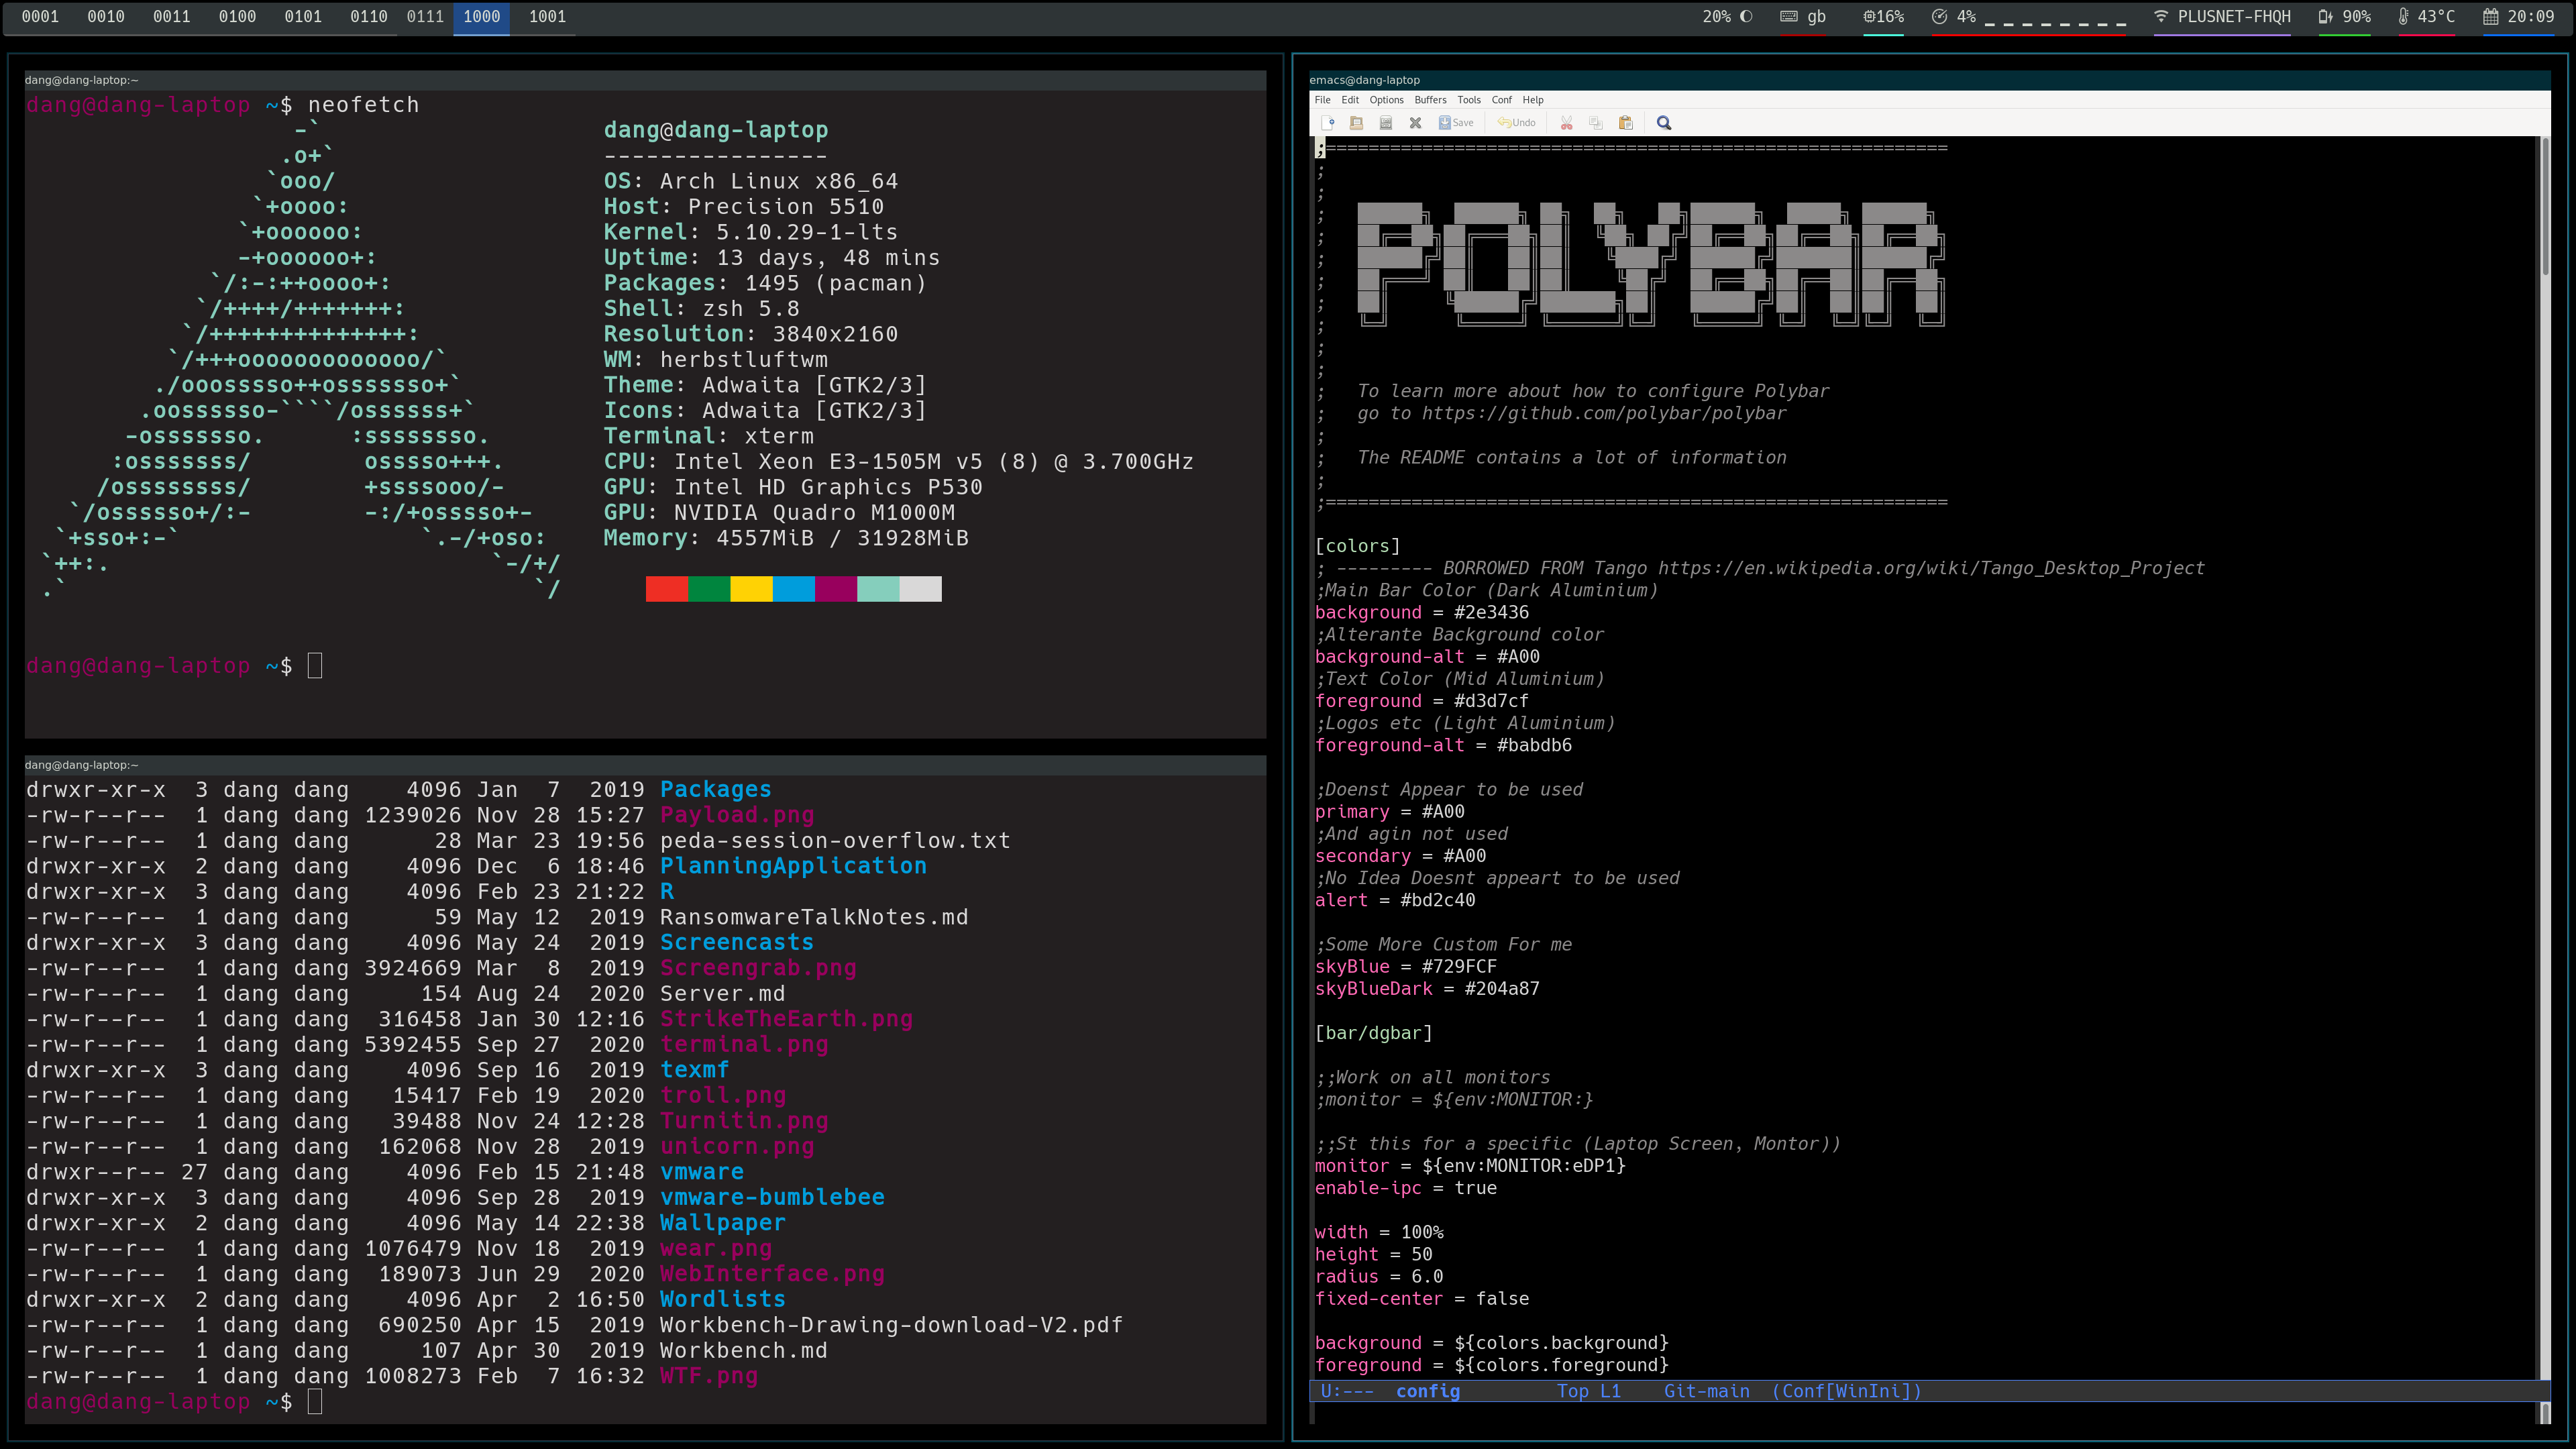 0001 0010 0011 0100 0101 0110 0111 1000 1001 20% gb 16% 4% PLUSNET-FHQH 90% 43°C 20:09
dang@dang-laptop:~
dang@dang-laptop ~$ neofetch
-`
.o+`
`ooo/
`+oooo:
`+oooooo:
-+oooooo+:
`/:-:++oooo+:
`/++++/+++++++:
`/++++++++++++++:
`/+++ooooooooooooo/`
./ooosssso++osssssso+`
.oossssso-````/ossssss+`
-osssssso. :ssssssso.
:osssssss/ osssso+++.
/ossssssss/ +ssssooo/-
`/ossssso+/:- -:/+osssso+-
`+sso+:-` `.-/+oso:
`++:. `-/+/
.` `/
dang@dang-laptop
----------------
OS: Arch Linux x86_64
Host: Precision 5510
Kernel: 5.10.29-1-lts
Uptime: 13 days, 48 mins
Packages: 1495 (pacman)
Shell: zsh 5.8
Resolution: 3840x2160
WM: herbstluftwm
Theme: Adwaita [GTK2/3]
Icons: Adwaita [GTK2/3]
Terminal: xterm
CPU: Intel Xeon E3-1505M v5 (8) @ 3.700GHz
GPU: Intel HD Graphics P530
GPU: NVIDIA Quadro M1000M
Memory: 4557MiB / 31928MiB
dang@dang-laptop ~$
dang@dang-laptop:~
drwxr-xr-x 3 dang dang 4096 Jan 7 2019 Packages
-rw-r--r-- 1 dang dang 1239026 Nov 28 15:27 Payload.png
-rw-r--r-- 1 dang dang 28 Mar 23 19:56 peda-session-overflow.txt
drwxr-xr-x 2 dang dang 4096 Dec 6 18:46 PlanningApplication
drwxr-xr-x 3 dang dang 4096 Feb 23 21:22 R
-rw-r--r-- 1 dang dang 59 May 12 2019 RansomwareTalkNotes.md
drwxr-xr-x 3 dang dang 4096 May 24 2019 Screencasts
-rw-r--r-- 1 dang dang 3924669 Mar 8 2019 Screengrab.png
-rw-r--r-- 1 dang dang 154 Aug 24 2020 Server.md
-rw-r--r-- 1 dang dang 316458 Jan 30 12:16 StrikeTheEarth.png
-rw-r--r-- 1 dang dang 5392455 Sep 27 2020 terminal.png
drwxr-xr-x 3 dang dang 4096 Sep 16 2019 texmf
-rw-r--r-- 1 dang dang 15417 Feb 19 2020 troll.png
-rw-r--r-- 1 dang dang 39488 Nov 24 12:28 Turnitin.png
-rw-r--r-- 1 dang dang 162068 Nov 28 2019 unicorn.png
drwxr--r-- 27 dang dang 4096 Feb 15 21:48 vmware
drwxr-xr-x 3 dang dang 4096 Sep 28 2019 vmware-bumblebee
drwxr-xr-x 2 dang dang 4096 May 14 22:38 Wallpaper
-rw-r--r-- 1 dang dang 1076479 Nov 18 2019 wear.png
-rw-r--r-- 1 dang dang 189073 Jun 29 2020 WebInterface.png
drwxr-xr-x 2 dang dang 4096 Apr 2 16:50 Wordlists
-rw-r--r-- 1 dang dang 690250 Apr 15 2019 Workbench-Drawing-download-V2.pdf
-rw-r--r-- 1 dang dang 107 Apr 30 2019 Workbench.md
-rw-r--r-- 1 dang dang 1008273 Feb 7 16:32 WTF.png
dang@dang-laptop ~$
emacs@dang-laptop
File Edit Options Buffers Tools Conf Help
Save Undo
;==========================================================
;
;
; POLYBAR
;
;
;
;
;
;
;
; To learn more about how to configure Polybar
; go to https://github.com/polybar/polybar
;
; The README contains a lot of information
;
;==========================================================
[colors]
; --------- BORROWED FROM Tango https://en.wikipedia.org/wiki/Tango_Desktop_Project
;Main Bar Color (Dark Aluminium)
background = #2e3436
;Alterante Background color
background-alt = #A00
;Text Color (Mid Aluminium)
foreground = #d3d7cf
;Logos etc (Light Aluminium)
foreground-alt = #babdb6
;Doenst Appear to be used
primary = #A00
;And agin not used
secondary = #A00
;No Idea Doesnt appeart to be used
alert = #bd2c40
;Some More Custom For me
skyBlue = #729FCF
skyBlueDark = #204a87
[bar/dgbar]
;;Work on all monitors
;monitor = ${env:MONITOR:}
;;St this for a specific (Laptop Screen, Montor))
monitor = ${env:MONITOR:eDP1}
enable-ipc = true
width = 100%
height = 50
radius = 6.0
fixed-center = false
background = ${colors.background}
foreground = ${colors.foreground}
U:--- config Top L1 Git-main (Conf[WinIni])